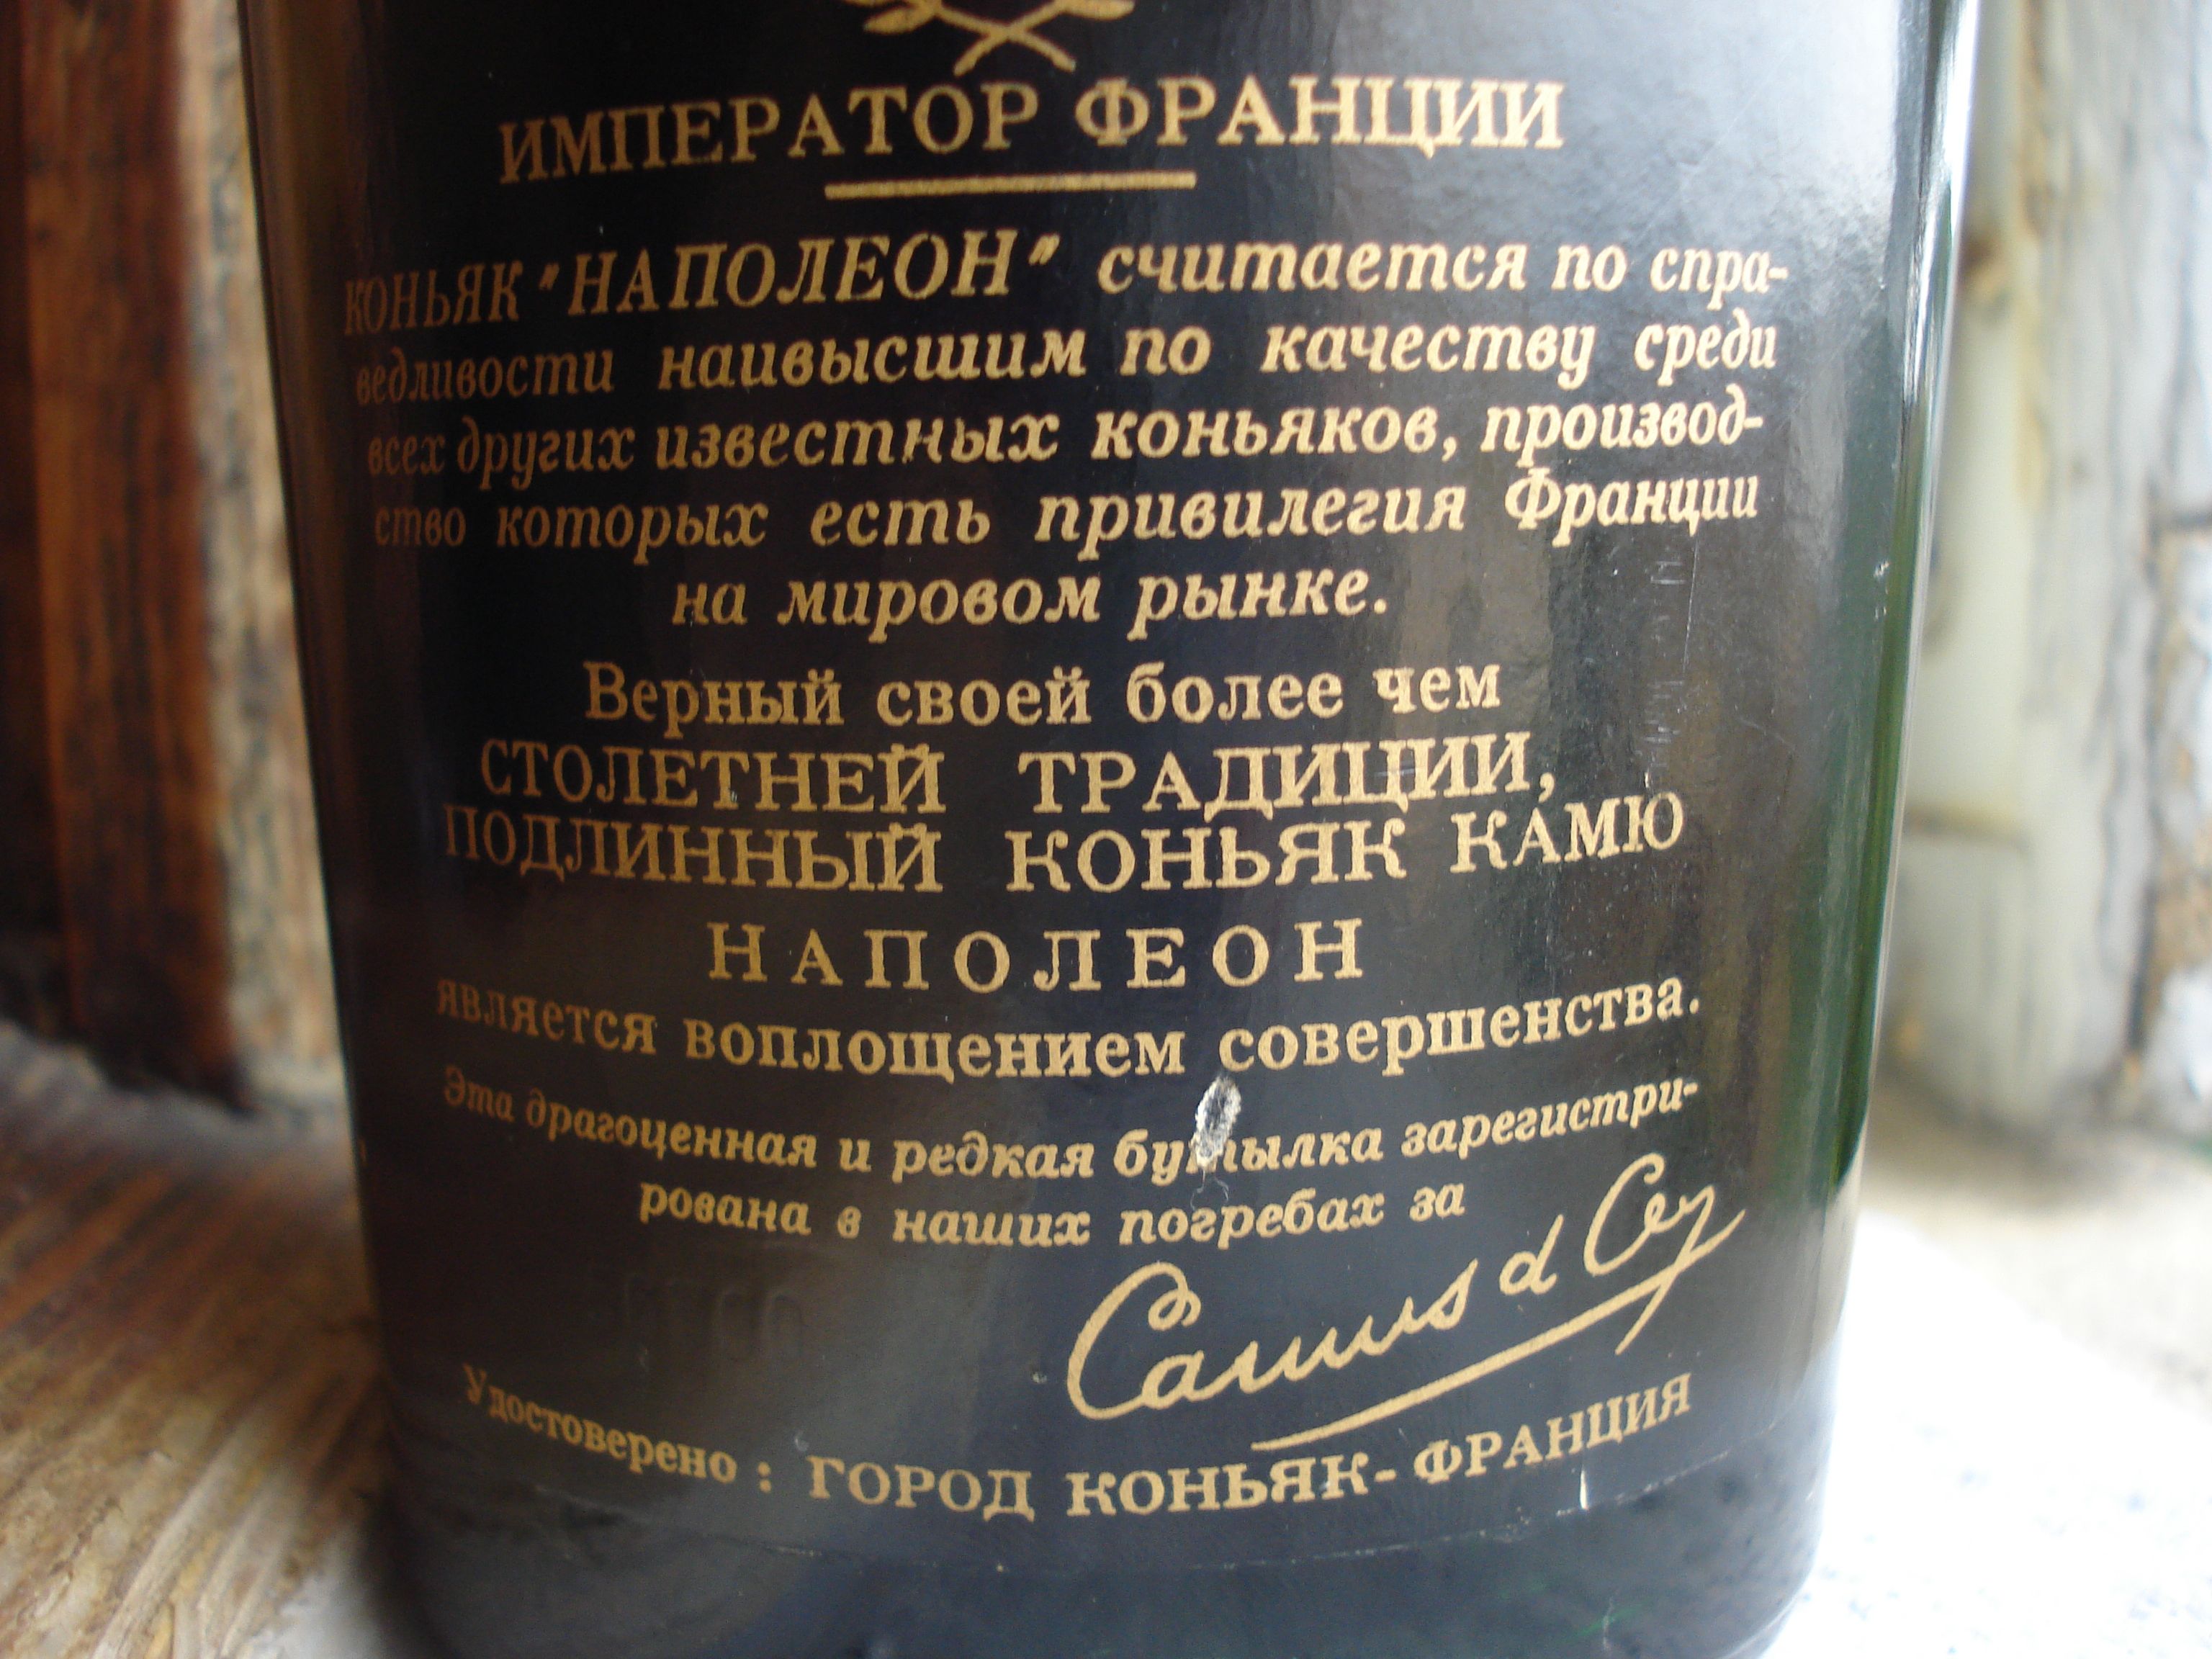 ИМПЕРАТОР ФРАНЦИИ
КОНЬЯК "НАПОЛЕОН" считается по спра-
ведливости наивысшим по качеству среди
всех других известных коньяков, производ-
ство которых есть привилегия Франции
на мировом рынке.
Верный своей более чем
СТОЛЕТНЕЙ ТРАДИЦИИ,
ПОДЛИННЫЙ КОНЬЯК КАМЮ
НАПОЛЕОН
является воплощением совершенства.
Эта драгоценная и редкая бутылка зарегистри-
рована в наших погребах за
Camus & Cie
Удостоверено : ГОРОД КОНЬЯК-ФРАНЦИЯ